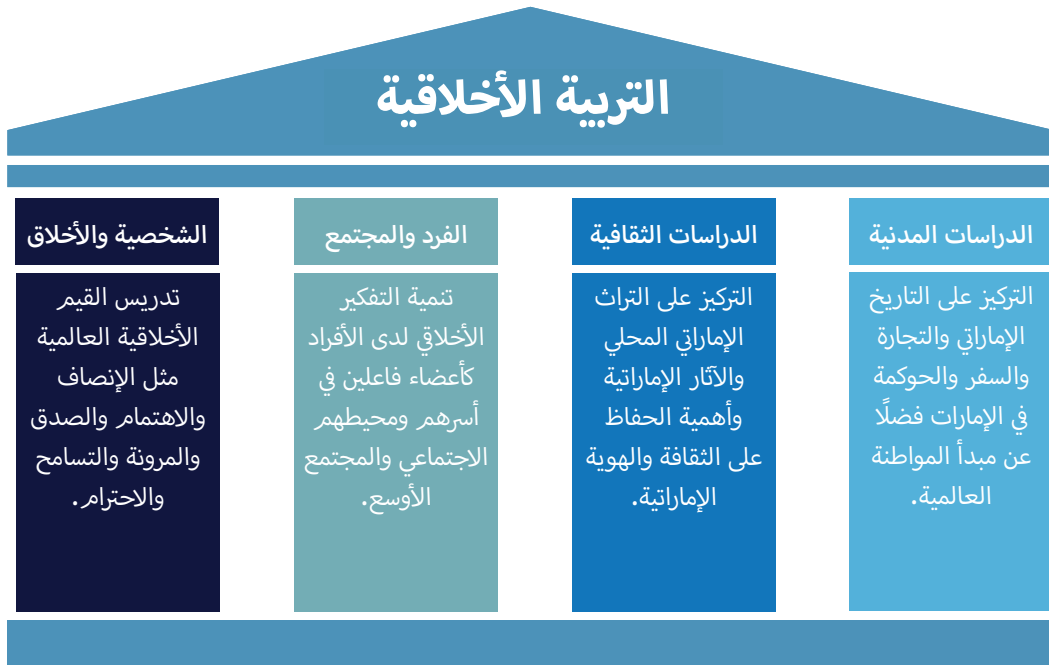 التربية الأخلاقية
الدراسات المدنية
التركيز على التاريخ
الإماراتي والتجارة
والسفر والحوكمة
في الإمارات فضلًا
عن مبدأ المواطنة
العالمية.
الدراسات الثقافية
التركيز على التراث
الإماراتي المحلي
والآثار الإماراتية
وأهمية الحفاظ
على الثقافة والهوية
الإماراتية.
الفرد والمجتمع
تنمية التفكير
الأخلاقي لدى الأفراد
كأعضاء فاعلين في
أسرهم ومحيطهم
الاجتماعي والمجتمع
الأوسع.
الشخصية والأخلاق
تدريس القيم
الأخلاقية العالمية
مثل الإنصاف
والاهتمام والصدق
والمرونة والتسامح
والاحترام.